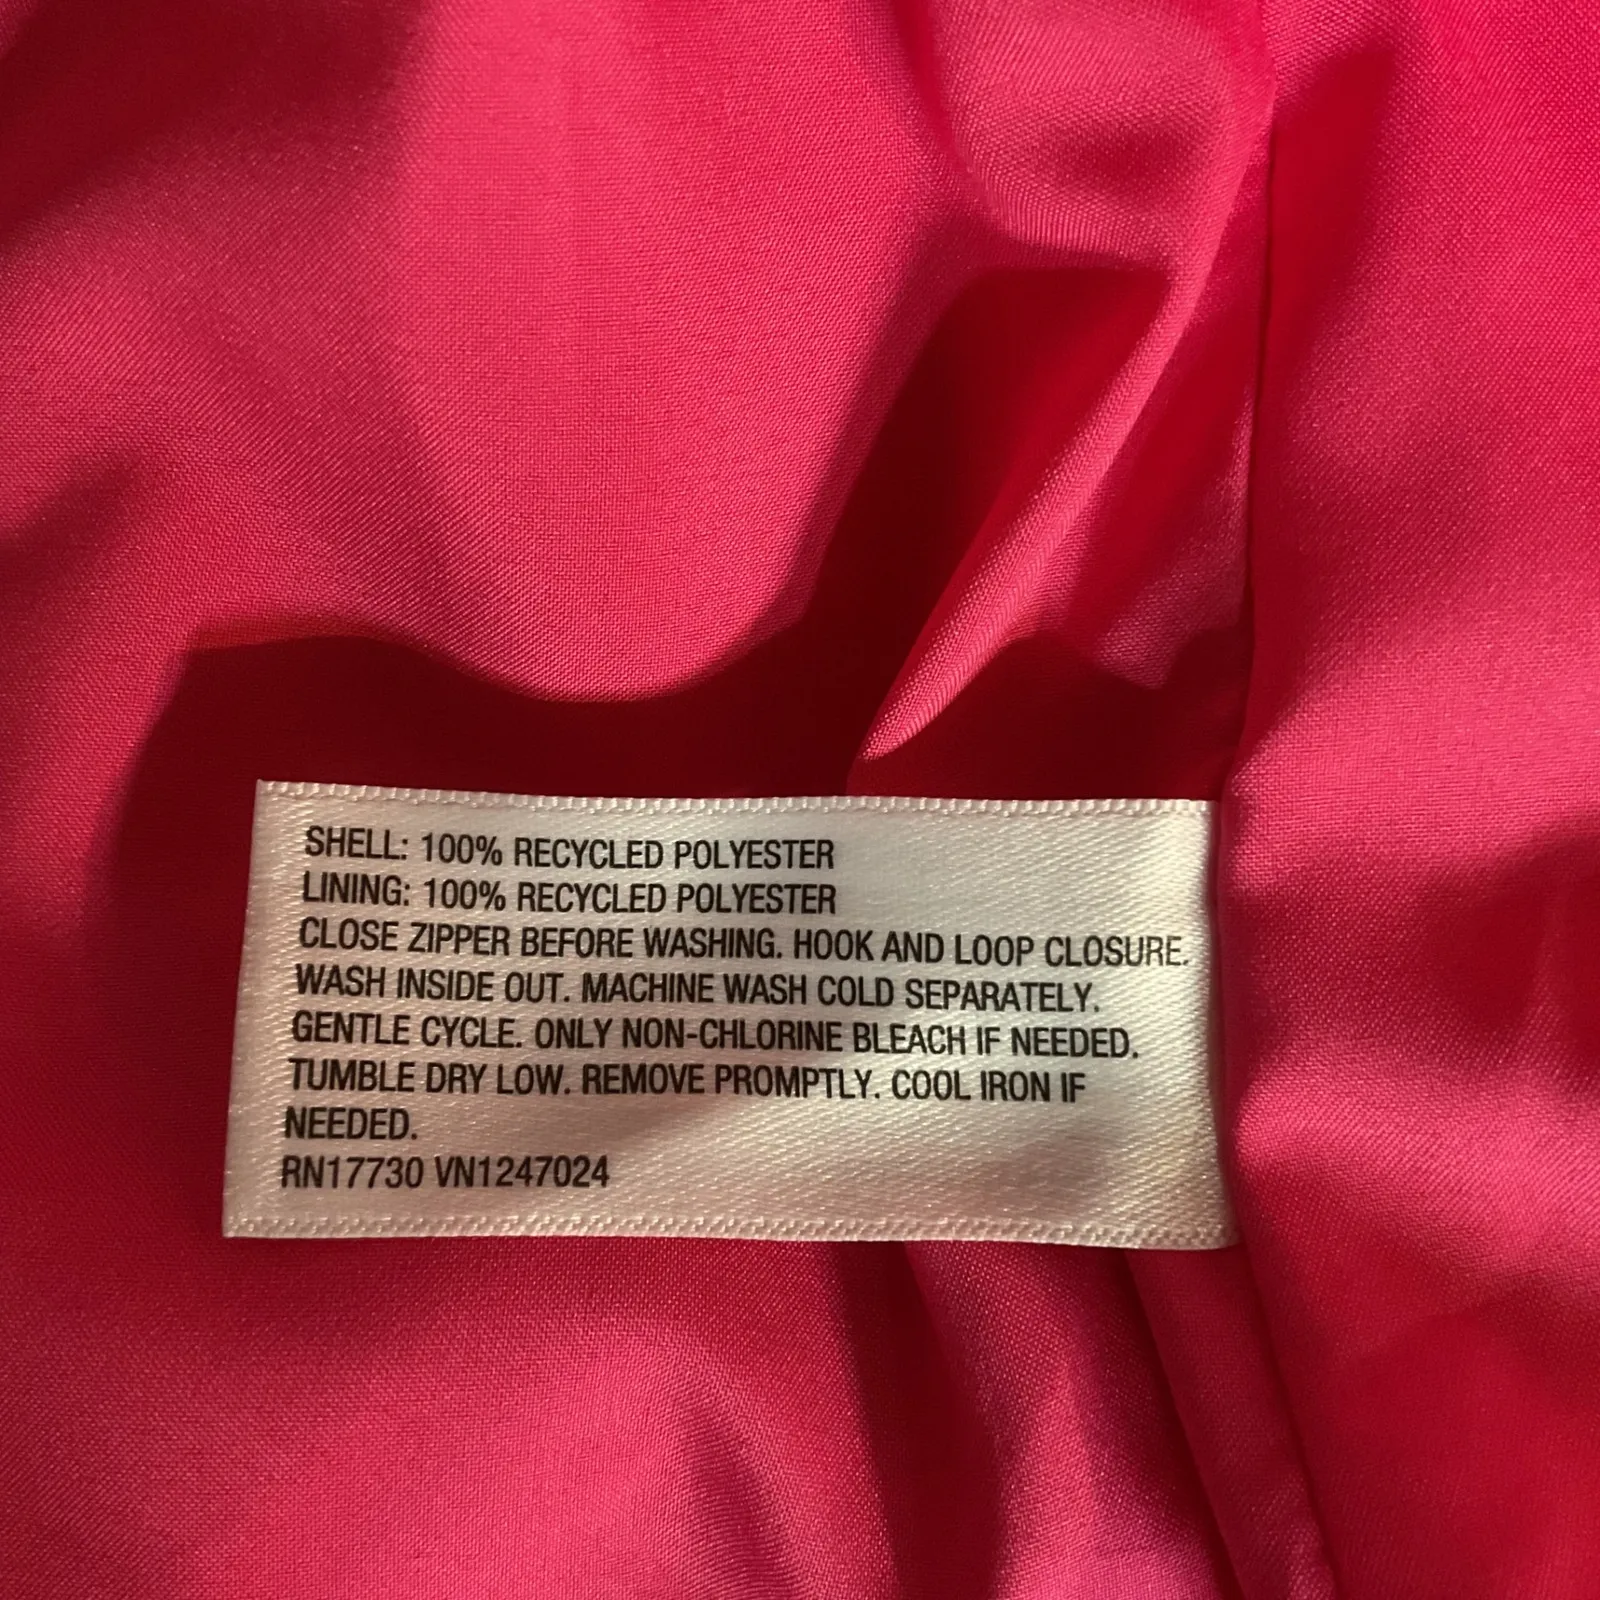 SHELL: 100% RECYCLED POLYESTER
LINING: 100% RECYCLED POLYESTER
CLOSE ZIPPER BEFORE WASHING. HOOK AND LOOP CLOSURE.
WASH INSIDE OUT. MACHINE WASH COLD SEPARATELY.
GENTLE CYCLE. ONLY NON-CHLORINE BLEACH IF NEEDED.
TUMBLE DRY LOW. REMOVE PROMPTLY. COOL IRON IF
NEEDED.
RN17730 VN1247024